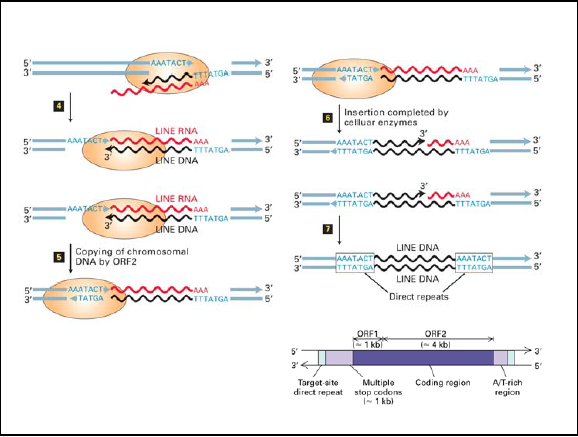 5′ AAATACT 3′
3′ TTTATGA 5′
AAA
4
LINE RNA
5′ AAATACT AAA 3′
3′ 3′ TTTATGA 5′
LINE DNA
LINE RNA
5′ AAATACT AAA 3′
3′ 3′ TTTATGA 5′
LINE DNA
5 Copying of chromosomal
DNA by ORF2
5′ AAATACT AAA 3′
3′ TATGA TTTATGA 5′
5′ AAATACT AAA 3′
3′ TATGA TTTATGA 5′
6 Insertion completed by
celluar enzymes
3′
5′ AAATACT AAA 3′
3′ TTTATGA TTTATGA 5′
3′
5′ AAATACT AAA 3′
3′ TTTATGA TTTATGA 5′
7
LINE DNA
5′ AAATACT AAATACT 3′
3′ TTTATGA TTTATGA 5′
LINE DNA
Direct repeats
ORF1 ORF2
(≈ 1 kb) (≈ 4 kb)
5′ 3′
3′ 5′
Target-site Multiple Coding region A/T-rich
direct repeat stop codons region
(≈ 1 kb)